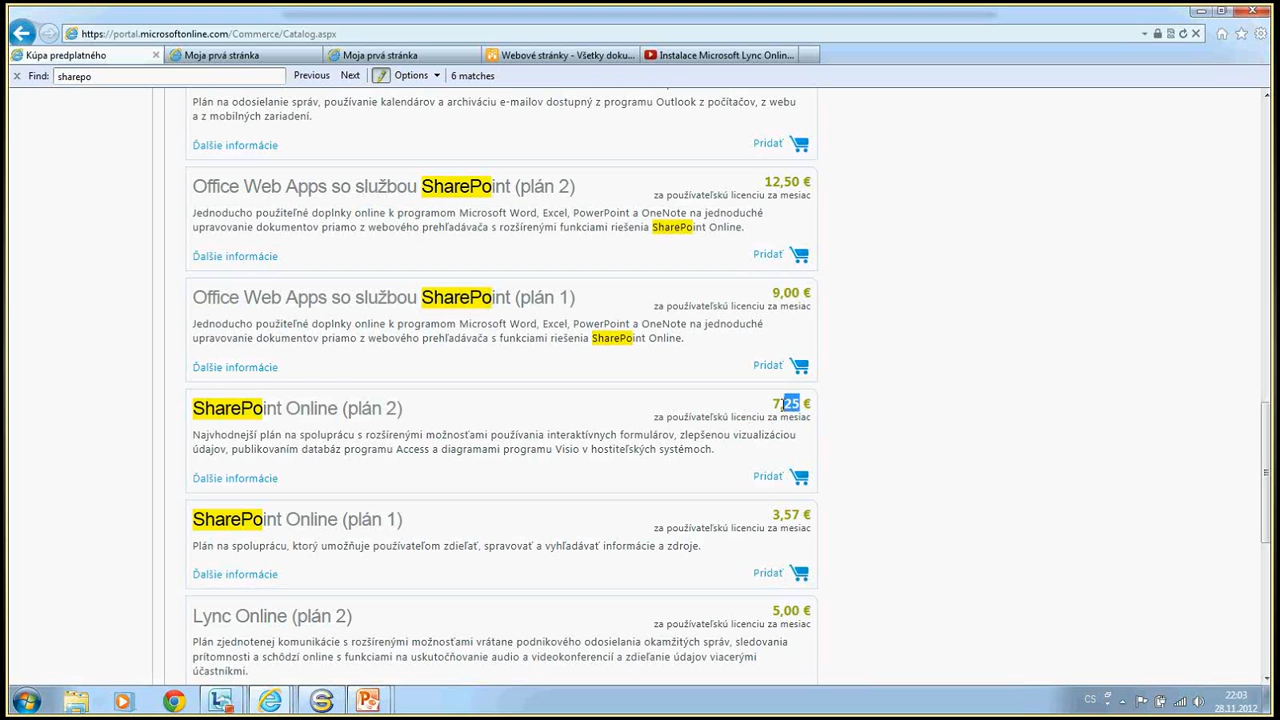 https://portal.microsoftonline.com/Commerce/Catalog.aspx
Kúpa predplatného
Moja prvá stránka
Moja prvá stránka
Webové stránky - Všetky doku...
Instalace Microsoft Lync Onlin...
Find: sharepo Previous Next Options 6 matches
Plán na odosielanie správ, používanie kalendárov a archiváciu e-mailov dostupný z programu Outlook z počítačov, z webu
a z mobilných zariadení.
Ďalšie informácie Pridať
Office Web Apps so službou SharePoint (plán 2) 12,50 €
za používateľskú licenciu za mesiac
Jednoducho použiteľné doplnky online k programom Microsoft Word, Excel, PowerPoint a OneNote na jednoduché
upravovanie dokumentov priamo z webového prehľadávača s rozšírenými funkciami riešenia SharePoint Online.
Ďalšie informácie Pridať
Office Web Apps so službou SharePoint (plán 1) 9,00 €
za používateľskú licenciu za mesiac
Jednoducho použiteľné doplnky online k programom Microsoft Word, Excel, PowerPoint a OneNote na jednoduché
upravovanie dokumentov priamo z webového prehľadávača s funkciami riešenia SharePoint Online.
Ďalšie informácie Pridať
SharePoint Online (plán 2) 7,25 €
za používateľskú licenciu za mesiac
Najvhodnejší plán na spoluprácu s rozšírenými možnosťami používania interaktívnych formulárov, zlepšenou vizualizáciou
údajov, publikovaním databáz programu Access a diagramami programu Visio v hostiteľských systémoch.
Ďalšie informácie Pridať
SharePoint Online (plán 1) 3,57 €
za používateľskú licenciu za mesiac
Plán na spoluprácu, ktorý umožňuje používateľom zdieľať, spravovať a vyhľadávať informácie a zdroje.
Ďalšie informácie Pridať
Lync Online (plán 2) 5,00 €
za používateľskú licenciu za mesiac
Plán zjednotenej komunikácie s rozšírenými možnosťami vrátane podnikového odosielania okamžitých správ, sledovania
prítomnosti a schôdzí online s funkciami na uskutočňovanie audio a videokonferencií a zdieľanie údajov viacerými
účastníkmi.
CS 22:03
28.11.2012